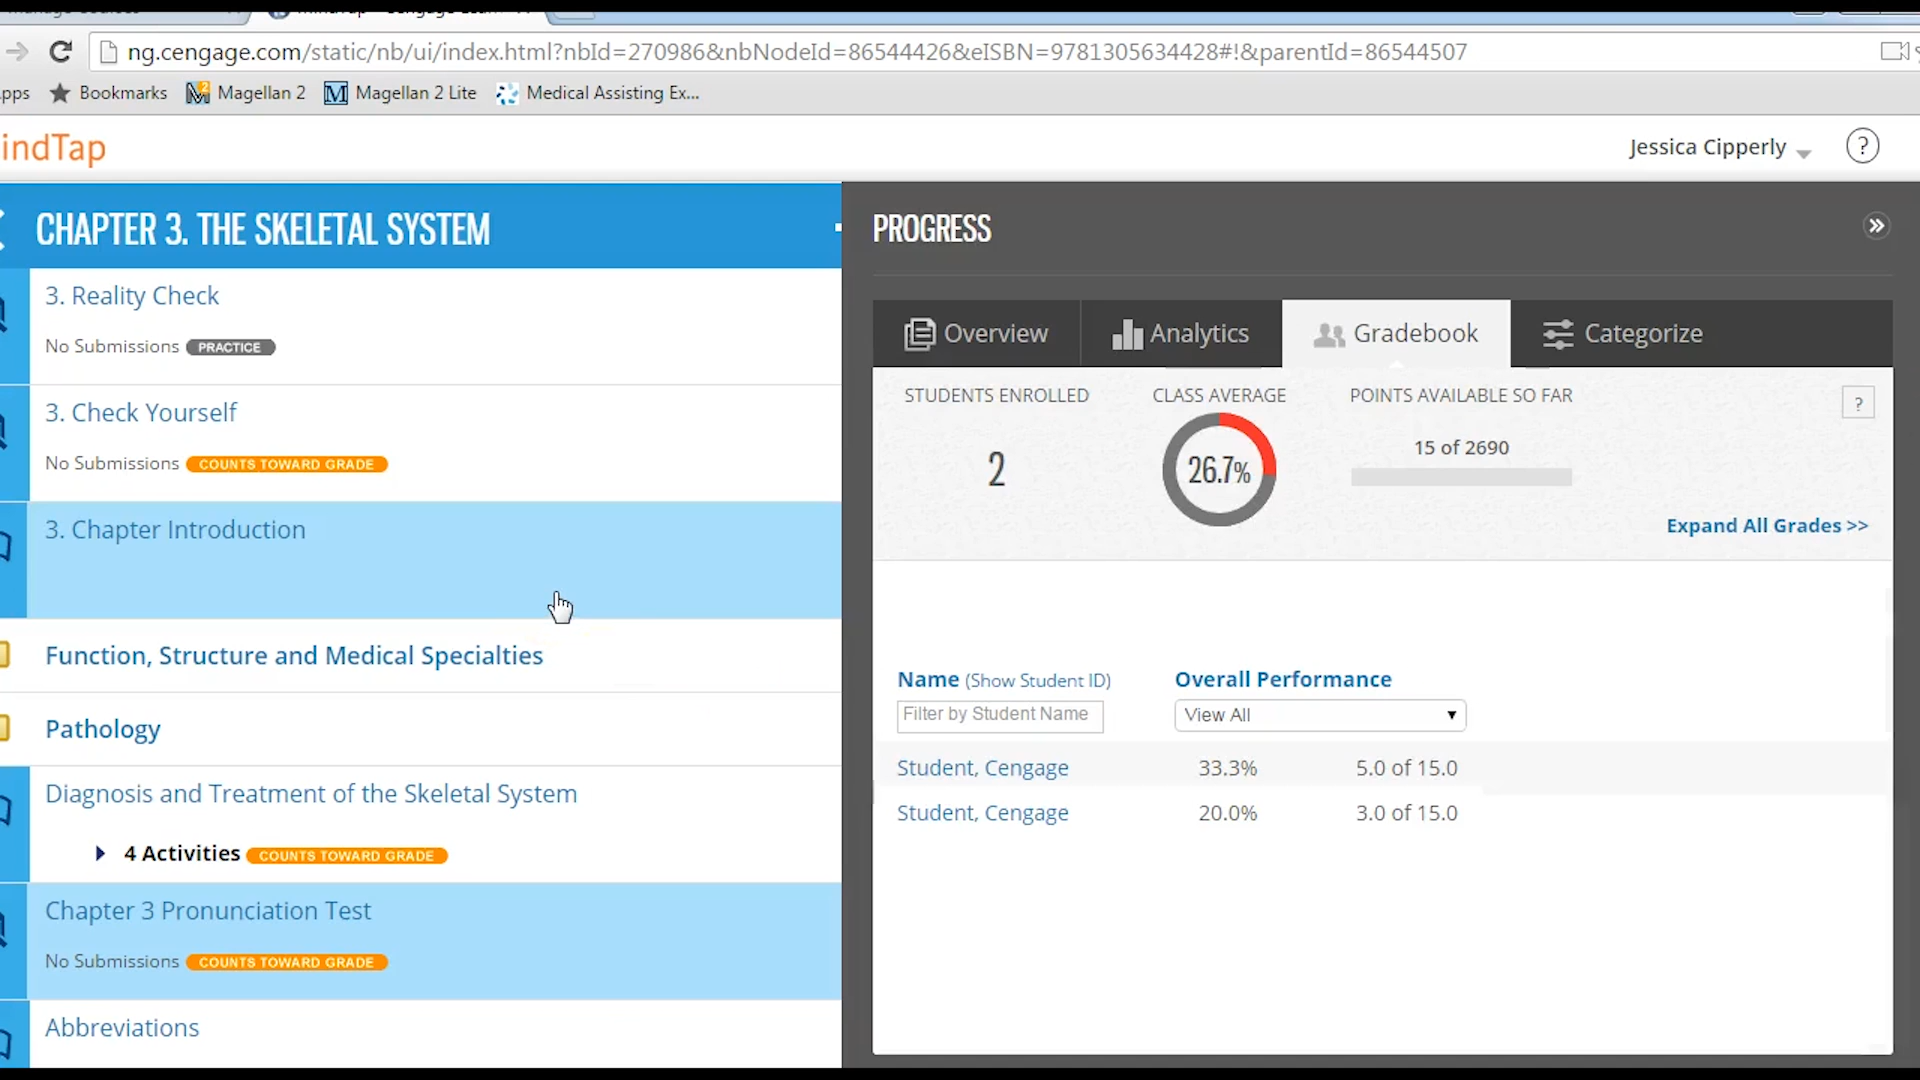 ng.cengage.com/static/nb/ui/index.html?nbId=270986&nbNodeId=86544426&eISBN=9781305634428#!&parentId=86544507
pps Bookmarks Magellan 2 Magellan 2 Lite Medical Assisting Ex...
indTap
Jessica Cipperly ?
CHAPTER 3. THE SKELETAL SYSTEM
3. Reality Check
No Submissions PRACTICE
3. Check Yourself
No Submissions COUNTS TOWARD GRADE
3. Chapter Introduction
Function, Structure and Medical Specialties
Pathology
Diagnosis and Treatment of the Skeletal System
4 Activities COUNTS TOWARD GRADE
Chapter 3 Pronunciation Test
No Submissions COUNTS TOWARD GRADE
Abbreviations
PROGRESS
Overview Analytics Gradebook Categorize
STUDENTS ENROLLED CLASS AVERAGE POINTS AVAILABLE SO FAR ?
2 26.7% 15 of 2690
Expand All Grades >>
Name (Show Student ID) Overall Performance
Filter by Student Name View All
Student, Cengage 33.3% 5.0 of 15.0
Student, Cengage 20.0% 3.0 of 15.0